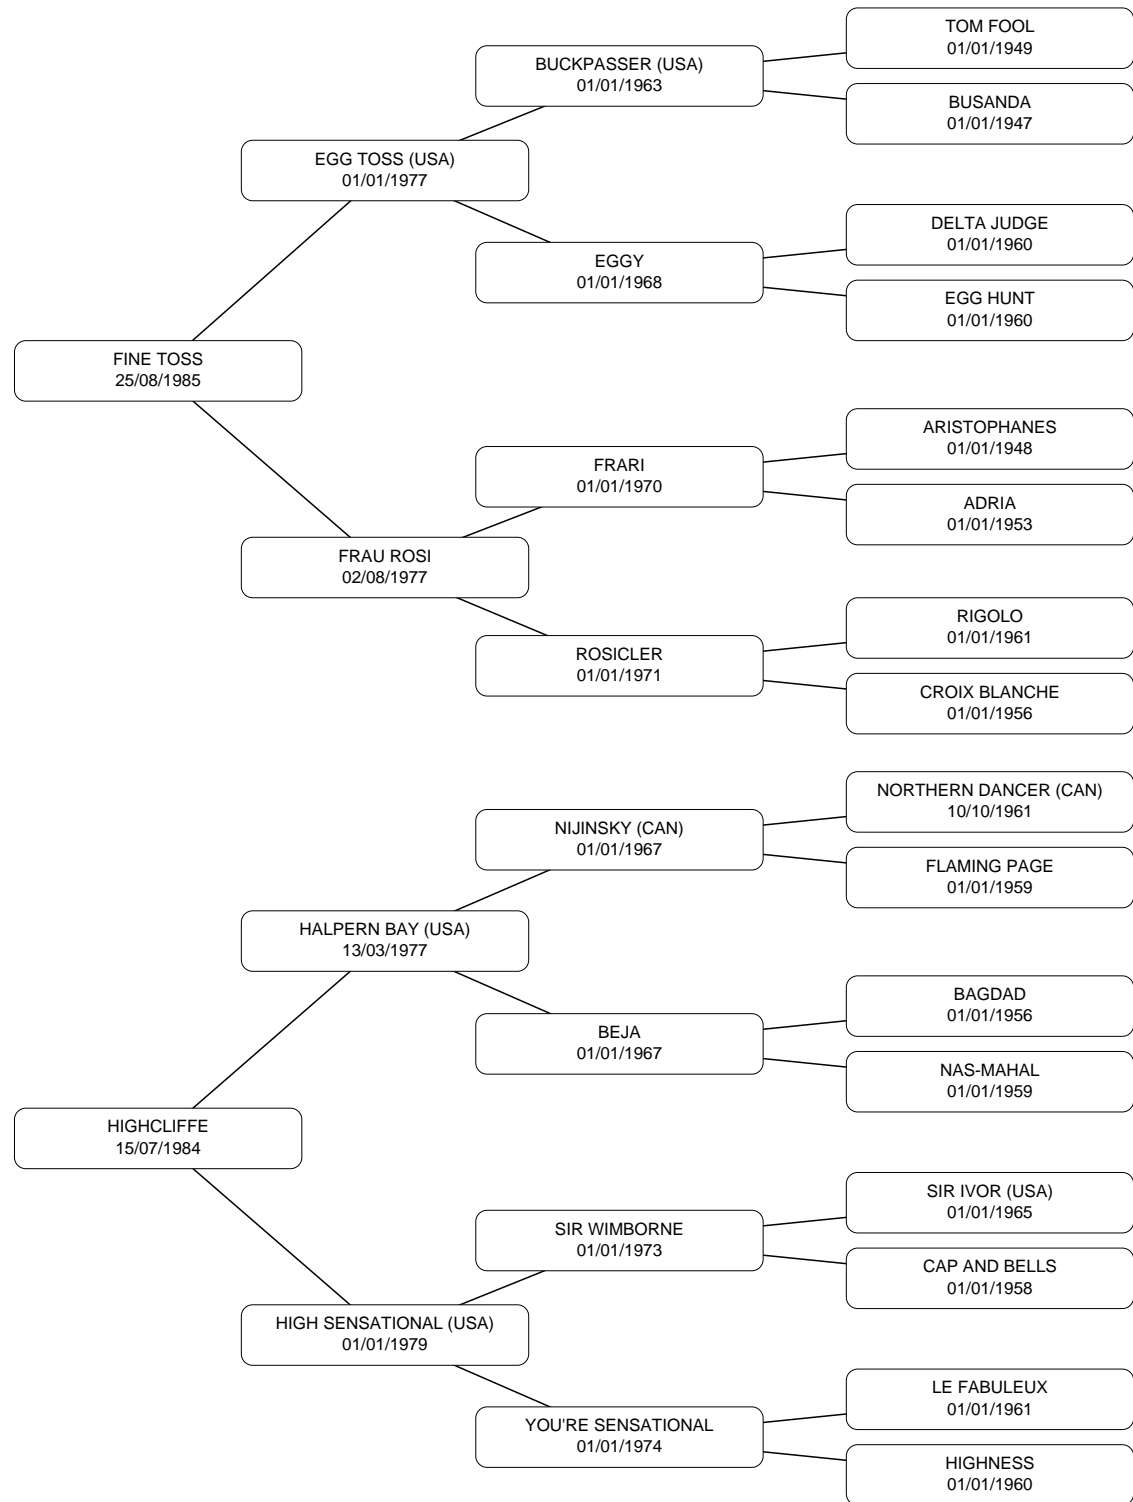 TOM FOOL
01/01/1949
BUCKPASSER (USA)
01/01/1963
BUSANDA
01/01/1947
EGG TOSS (USA)
01/01/1977
DELTA JUDGE
01/01/1960
EGGY
01/01/1968
EGG HUNT
01/01/1960
FINE TOSS
25/08/1985
ARISTOPHANES
01/01/1948
FRARI
01/01/1970
ADRIA
01/01/1953
FRAU ROSI
02/08/1977
RIGOLO
01/01/1961
ROSICLER
01/01/1971
CROIX BLANCHE
01/01/1956
NORTHERN DANCER (CAN)
10/10/1961
NIJINSKY (CAN)
01/01/1967
FLAMING PAGE
01/01/1959
HALPERN BAY (USA)
13/03/1977
BAGDAD
01/01/1956
BEJA
01/01/1967
NAS-MAHAL
01/01/1959
HIGHCLIFFE
15/07/1984
SIR IVOR (USA)
01/01/1965
SIR WIMBORNE
01/01/1973
CAP AND BELLS
01/01/1958
HIGH SENSATIONAL (USA)
01/01/1979
LE FABULEUX
01/01/1961
YOU'RE SENSATIONAL
01/01/1974
HIGHNESS
01/01/1960